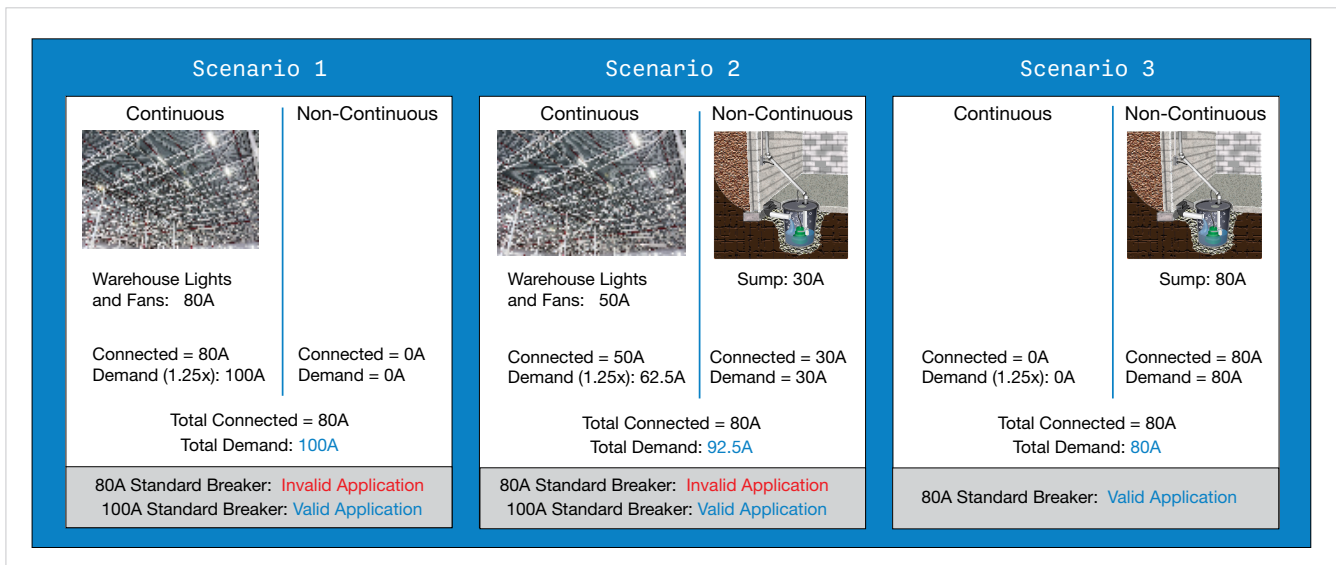 Scenario 1
Continuous
Non-Continuous
Warehouse Lights
and Fans: 80A
Connected = 80A
Demand (1.25x): 100A
Connected = 0A
Demand = 0A
Total Connected = 80A
Total Demand: 100A
80A Standard Breaker: Invalid Application
100A Standard Breaker: Valid Application
Scenario 2
Continuous
Non-Continuous
Warehouse Lights
and Fans: 50A
Sump: 30A
Connected = 50A
Demand (1.25x): 62.5A
Connected = 30A
Demand = 30A
Total Connected = 80A
Total Demand: 92.5A
80A Standard Breaker: Invalid Application
100A Standard Breaker: Valid Application
Scenario 3
Continuous
Non-Continuous
Sump: 80A
Connected = 0A
Demand (1.25x): 0A
Connected = 80A
Demand = 80A
Total Connected = 80A
Total Demand: 80A
80A Standard Breaker: Valid Application